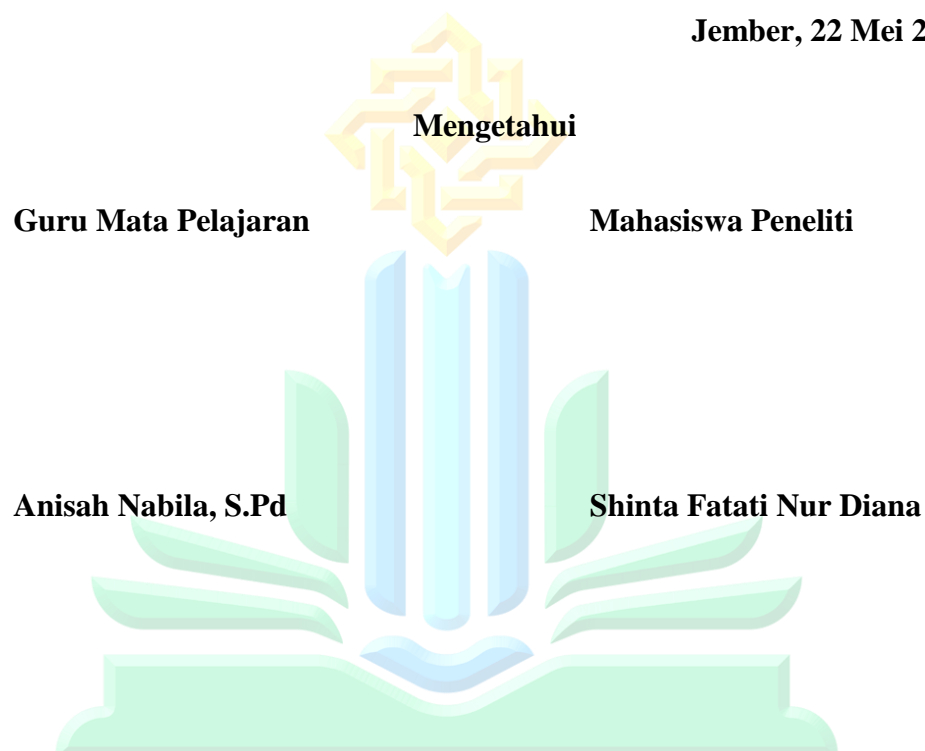 Jember, 22 Mei 2
Mengetahui
Guru Mata Pelajaran Mahasiswa Peneliti
Anisah Nabila, S.Pd Shinta Fatati Nur Diana